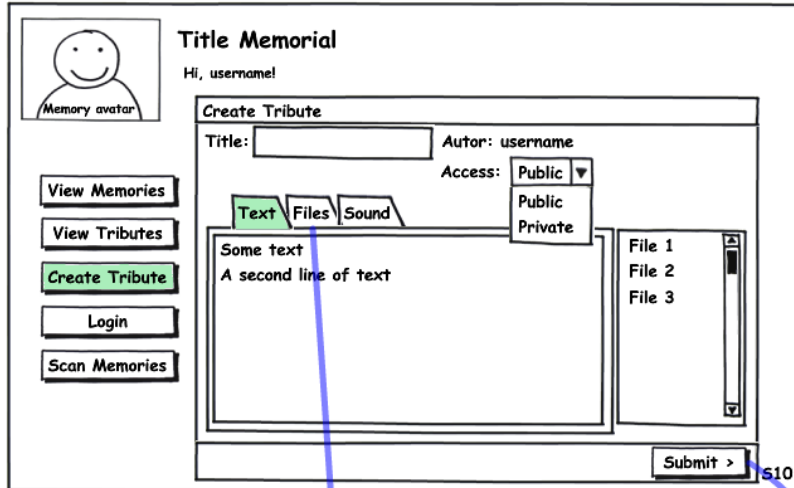 Title Memorial
Hi, username!
Memory avatar
Create Tribute
Title:
Autor: username
Access:
Public
Public
Private
View Memories
View Tributes
Create Tribute
Login
Scan Memories
Text
Files
Sound
Some text
A second line of text
File 1
File 2
File 3
Submit >
S10